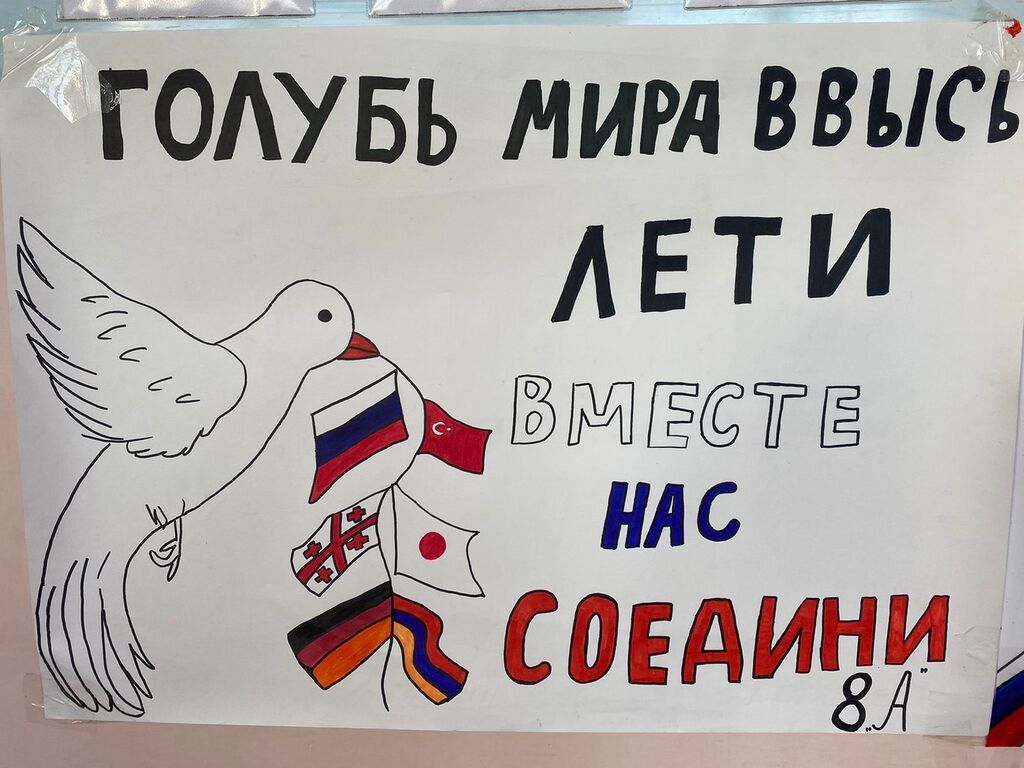 ГОЛУБЬ МИРА ВВЫСЬ
ЛЕТИ
ВМЕСТЕ
НАС
СОЕДИНИ
8„А"